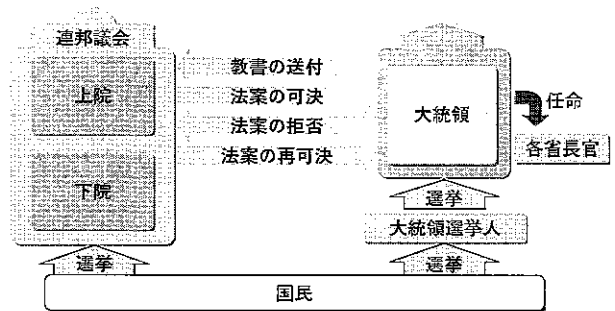 連邦議会
上院
下院
選挙
教書の送付
法案の可決
法案の拒否
法案の再可決
大統領
任命
各省長官
選挙
大統領選挙人
選挙
国民